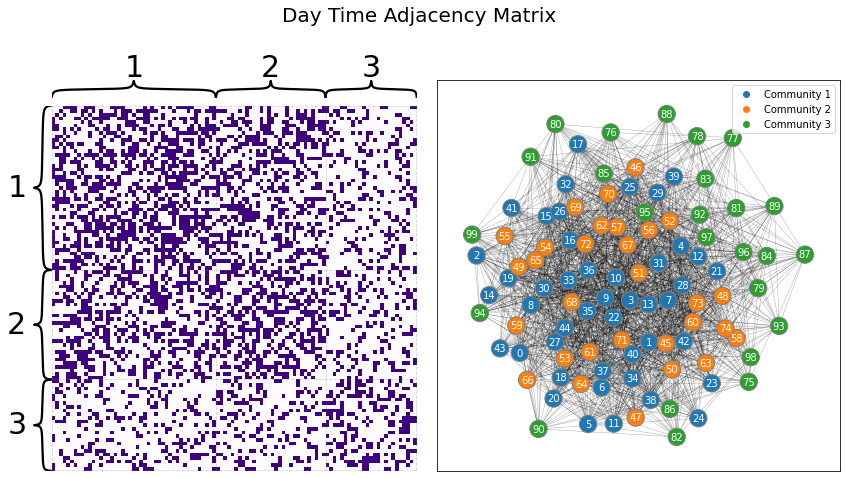 Day Time Adjacency Matrix
1 2 3
1
2
3
Community 1
Community 2
Community 3
88
80 76 78 77
17
91
46
85 39 83
32 25 29
70
41 69 81 89
26 95 92
15 52
62 57 56
99 55 97
16 72 67 4
54 96 84 87
2 12
65 31
49 36 21
19 33 10 51
30 28 79
14 9 3 7 48
8 68 13 73
94 35 22
59 60 93
44 74
58
43 27 71 1 45 42
0 61 40
53 98
63
18 37 50
66 64 6 34 23 75
20 38
86
47 24
5 11
90
82